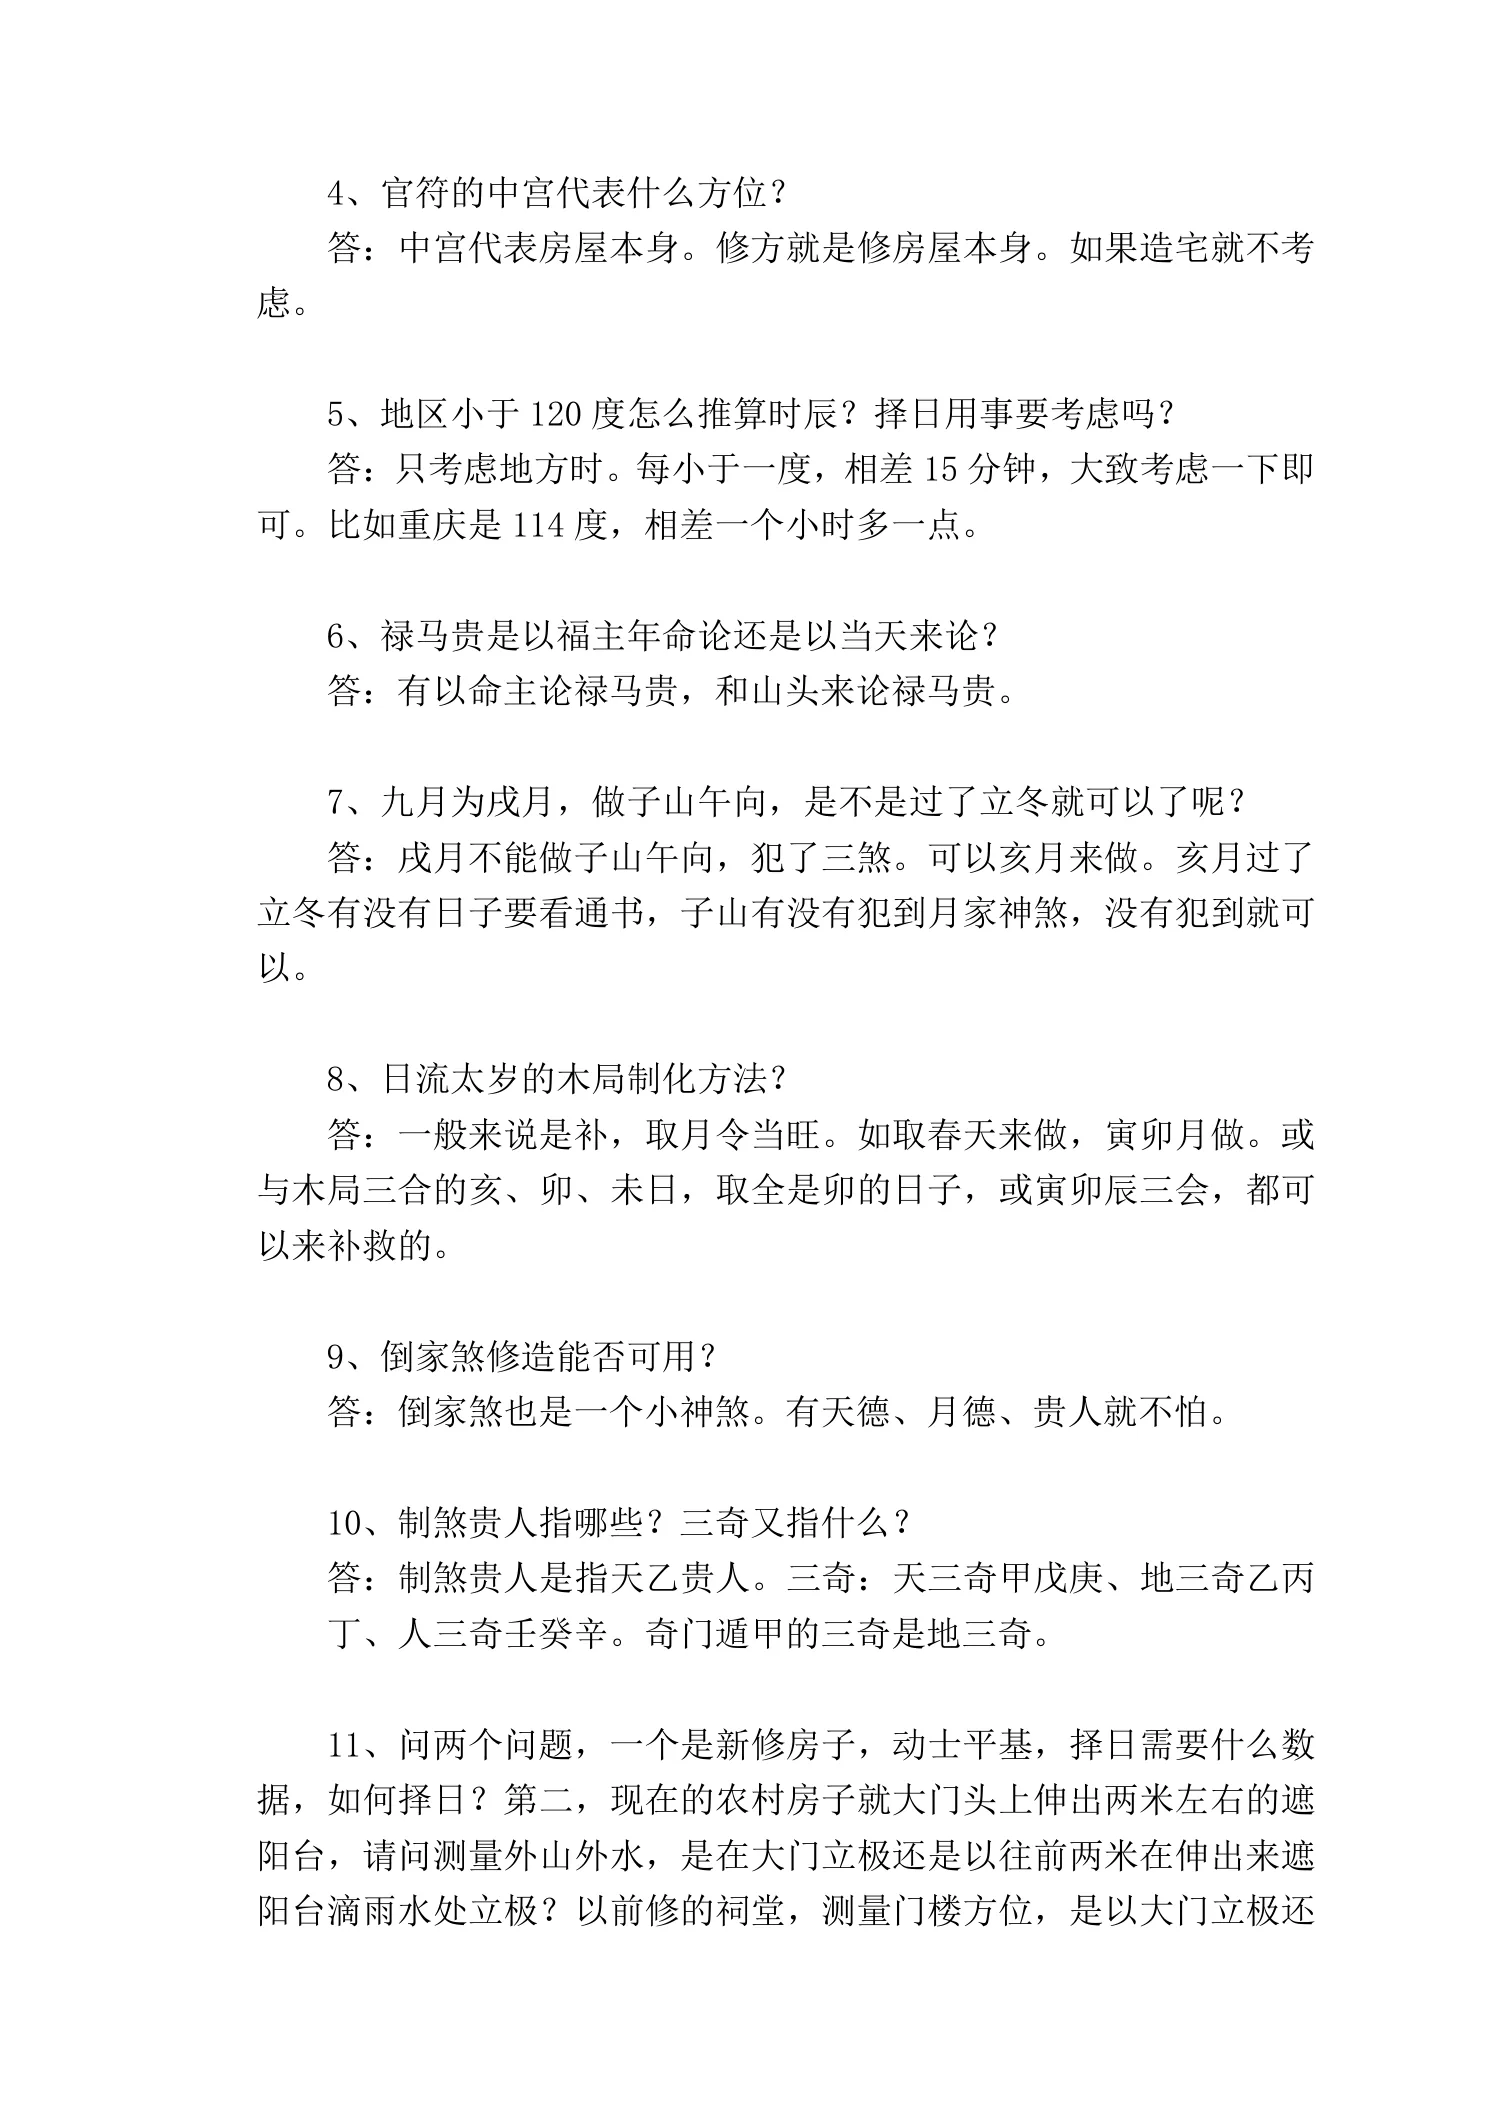 4、官符的中宫代表什么方位？
答：中宫代表房屋本身。修方就是修房屋本身。如果造宅就不考
虑。
5、地区小于 120 度怎么推算时辰？择日用事要考虑吗？
答：只考虑地方时。每小于一度，相差 15 分钟，大致考虑一下即
可。比如重庆是 114 度，相差一个小时多一点。
6、禄马贵是以福主年命论还是以当天来论？
答：有以命主论禄马贵，和山头来论禄马贵。
7、九月为戌月，做子山午向，是不是过了立冬就可以了呢？
答：戌月不能做子山午向，犯了三煞。可以亥月来做。亥月过了
立冬有没有日子要看通书，子山有没有犯到月家神煞，没有犯到就可
以。
8、日流太岁的木局制化方法？
答：一般来说是补，取月令当旺。如取春天来做，寅卯月做。或
与木局三合的亥、卯、未日，取全是卯的日子，或寅卯辰三会，都可
以来补救的。
9、倒家煞修造能否可用？
答：倒家煞也是一个小神煞。有天德、月德、贵人就不怕。
10、制煞贵人指哪些？三奇又指什么？
答：制煞贵人是指天乙贵人。三奇：天三奇甲戊庚、地三奇乙丙
丁、人三奇壬癸辛。奇门遁甲的三奇是地三奇。
11、问两个问题，一个是新修房子，动士平基，择日需要什么数
据，如何择日？第二，现在的农村房子就大门头上伸出两米左右的遮
阳台，请问测量外山外水，是在大门立极还是以往前两米在伸出来遮
阳台滴雨水处立极？以前修的祠堂，测量门楼方位，是以大门立极还